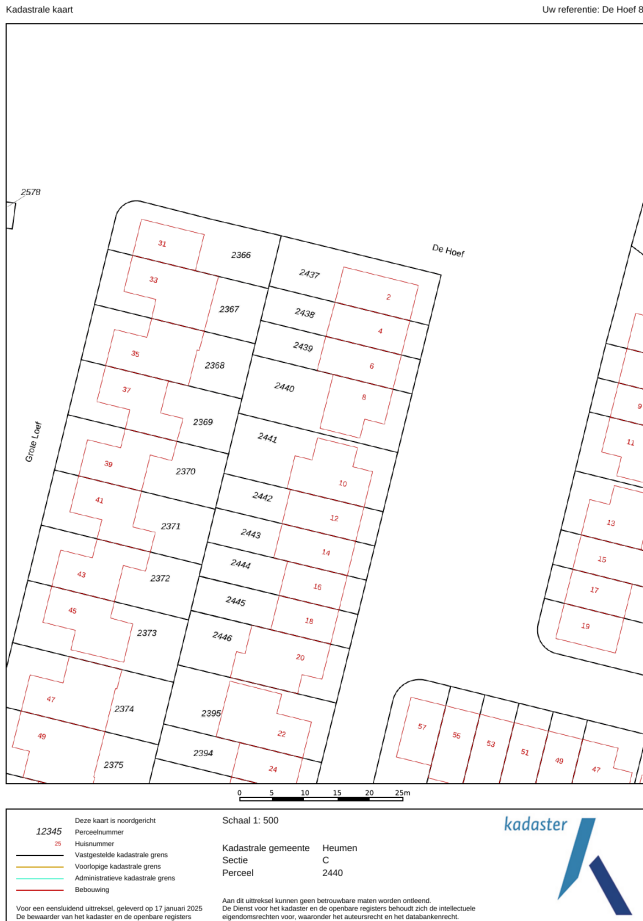 Kadastrale kaart
Uw referentie: De Hoef 8
2578
31
2366
De Hoef
2437
33
2
2367
2438
4
2439
35
2368
6
2440
37
8
9
2369
2441
11
Grote Loef
39
2370
10
41
2442
12
13
2371
2443
14
15
2444
43
2372
16
17
2445
45
18
19
2373
2446
20
47
2374
2395
57
55
53
51
49
47
22
49
2394
2375
24
0 5 10 15 20 25m
Deze kaart is noordgericht
12345 Perceelnummer
25 Huisnummer
Vastgestelde kadastrale grens
Voorlopige kadastrale grens
Administratieve kadastrale grens
Bebouwing
Voor een eensluidend uittreksel, geleverd op 17 januari 2025
De bewaarder van het kadaster en de openbare registers
Schaal 1: 500
Kadastrale gemeente Heumen
Sectie C
Perceel 2440
Aan dit uittreksel kunnen geen betrouwbare maten worden ontleend.
De Dienst voor het kadaster en de openbare registers behoudt zich de intellectuele
eigendomsrechten voor, waaronder het auteursrecht en het databankenrecht.
kadaster